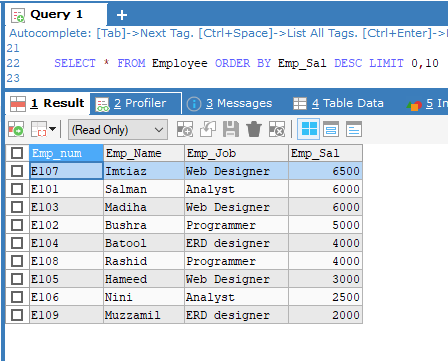 Query 1 +
Autocomplete: [Tab]->Next Tag. [Ctrl+Space]->List All Tags. [Ctrl+Enter]->
21
22 SELECT * FROM Employee ORDER BY Emp_Sal DESC LIMIT 0,10
23
1 Result 2 Profiler 3 Messages 4 Table Data 5 In
(Read Only)
Emp_num Emp_Name Emp_Job Emp_Sal
E107 Imtiaz Web Designer 6500
E101 Salman Analyst 6000
E103 Madiha Web Designer 6000
E102 Bushra Programmer 5000
E104 Batool ERD designer 4000
E108 Rashid Programmer 4000
E105 Hameed Web Designer 3000
E106 Nini Analyst 2500
E109 Muzzamil ERD designer 2000